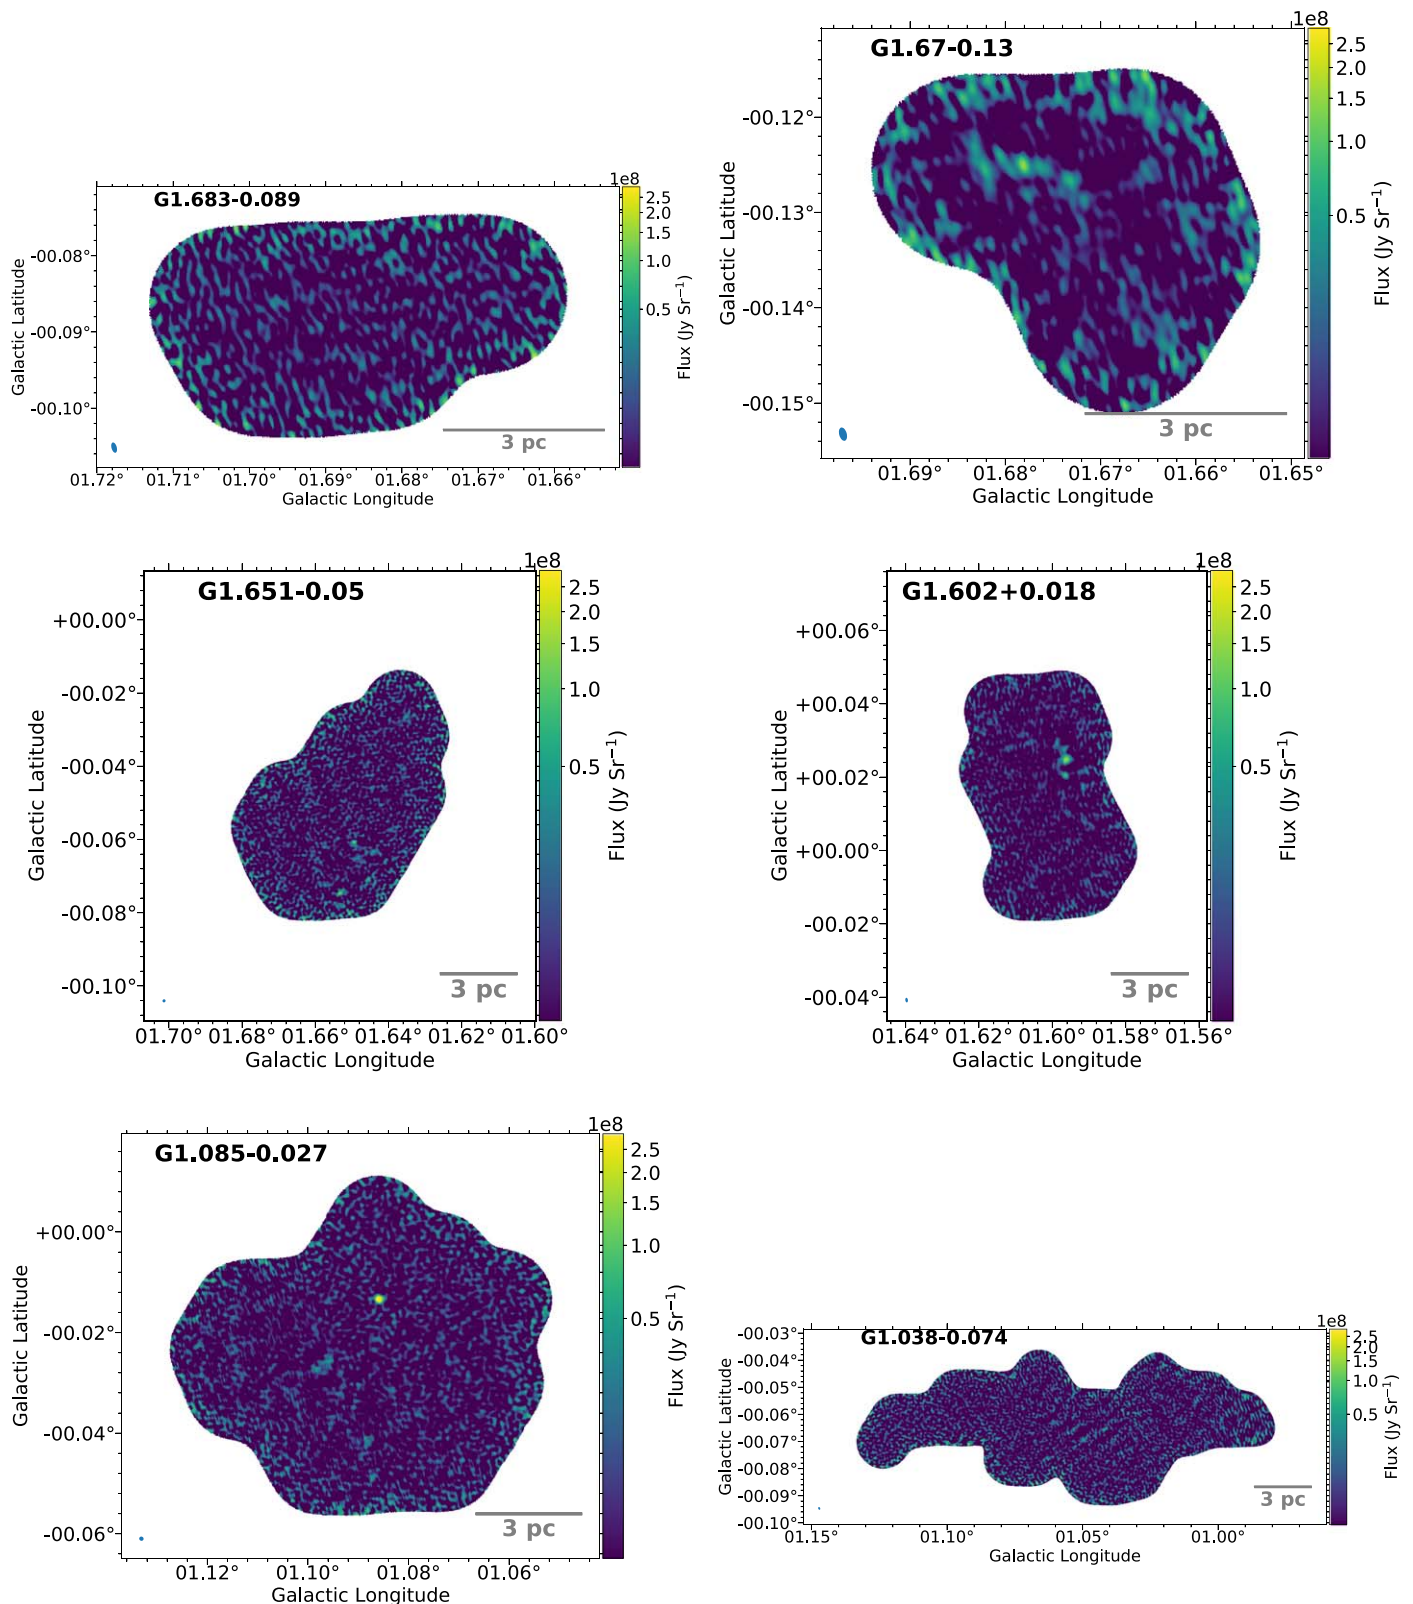 G1.683-0.089
1e8
2.5
2.0
1.5
1.0
0.5
Flux (Jy Sr⁻¹)
-00.08°
-00.09°
-00.10°
Galactic Latitude
3 pc
01.72° 01.71° 01.70° 01.69° 01.68° 01.67° 01.66°
Galactic Longitude
G1.67-0.13
1e8
2.5
2.0
1.5
1.0
0.5
Flux (Jy Sr⁻¹)
-00.12°
-00.13°
-00.14°
-00.15°
Galactic Latitude
3 pc
01.69° 01.68° 01.67° 01.66° 01.65°
Galactic Longitude
G1.651-0.05
1e8
2.5
2.0
1.5
1.0
0.5
Flux (Jy Sr⁻¹)
+00.00°
-00.02°
-00.04°
-00.06°
-00.08°
-00.10°
Galactic Latitude
3 pc
01.70° 01.68° 01.66° 01.64° 01.62° 01.60°
Galactic Longitude
G1.602+0.018
1e8
2.5
2.0
1.5
1.0
0.5
Flux (Jy Sr⁻¹)
+00.06°
+00.04°
+00.02°
+00.00°
-00.02°
-00.04°
Galactic Latitude
3 pc
01.64° 01.62° 01.60° 01.58° 01.56°
Galactic Longitude
G1.085-0.027
1e8
2.5
2.0
1.5
1.0
0.5
Flux (Jy Sr⁻¹)
+00.00°
-00.02°
-00.04°
-00.06°
Galactic Latitude
3 pc
01.12° 01.10° 01.08° 01.06°
Galactic Longitude
G1.038-0.074
1e8
2.5
2.0
1.5
1.0
0.5
Flux (Jy Sr⁻¹)
-00.03°
-00.04°
-00.05°
-00.06°
-00.07°
-00.08°
-00.09°
-00.10°
Galactic Latitude
3 pc
01.15° 01.10° 01.05° 01.00°
Galactic Longitude